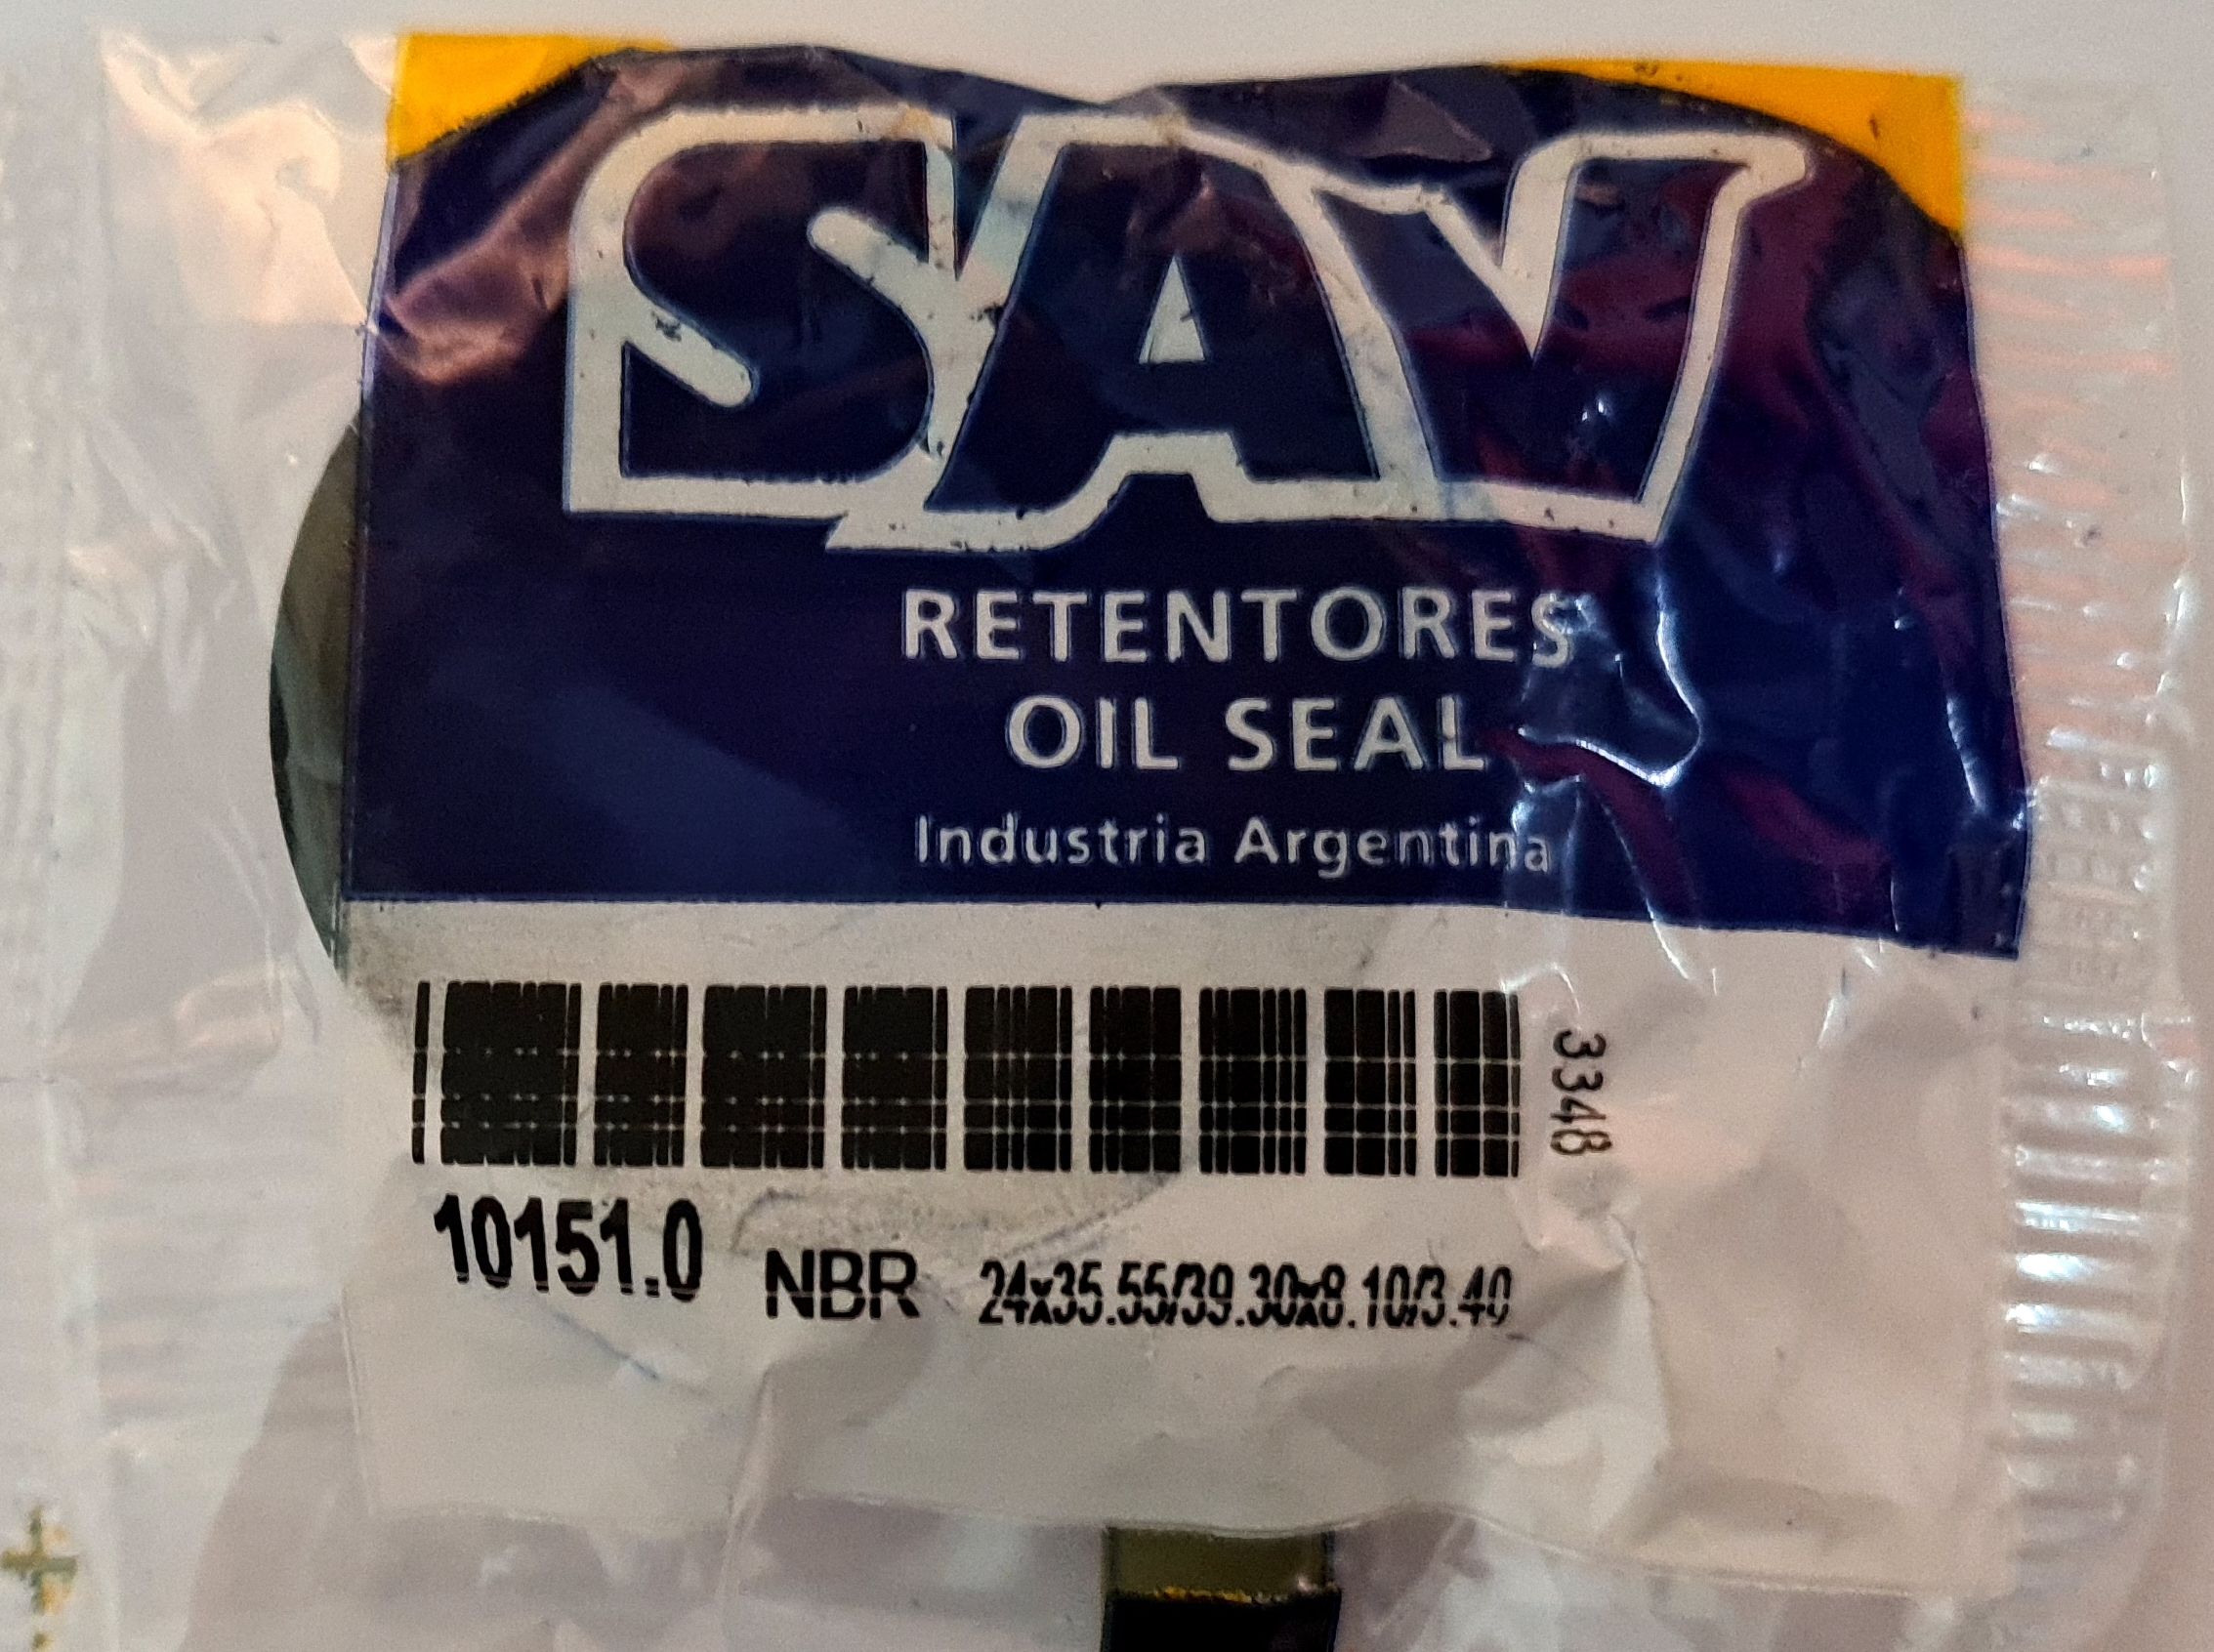 SAV
RETENTORES
OIL SEAL
Industria Argentina
3348
10151.0 NBR 24x35.55/39.30x8.10/3.40